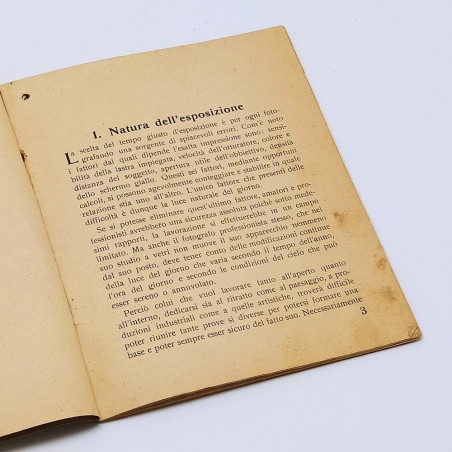 I. Natura dell'esposizione
La scelta del tempo giusto d'esposizione è per ogni foto-
grafando una sorgente di spiacevoli errori. Com'è noto
i fattori dai quali dipende l'esatta impressione sono: sensi-
bilità della lastra impiegata, velocità dell'otturatore, colore e
distanza del soggetto, apertura utile dell'obbiettivo, densità
dello schermo giallo. Questi sei fattori, mediante opportuni
calcoli, si possono agevolmente conteggiare e stabilire in quale
relazione stia uno all'altro. L'unico fattore che presenti delle
difficoltà è dunque la luce naturale del giorno.
Se si potesse eliminare quest'ultimo fattore, amatori e pro-
fessionisti avrebbero una sicurezza assoluta poichè sotto mede-
simi rapporti, la lavorazione si effettuerebbe in un campo
limitato. Ma anche il fotografo professionista stesso, che nel
suo studio a vetri non muove il suo apparecchio nemmeno
dal suo posto, deve tener conto delle modificazioni continue
della luce del giorno che varia secondo il tempo dell'anno,
l'ora del giorno e secondo le condizioni del cielo che può
esser sereno o annuvolato.
Perciò colui che vuol lavorare tanto all'aperto quanto
all'interno, dedicarsi sia al ritratto come al paesaggio, a pro-
duzioni industriali come a quelle artistiche, troverà difficile
poter riunire tante prove sì diverse per potersi formare una
base e poter sempre esser sicuro del fatto suo. Necessariamente
3